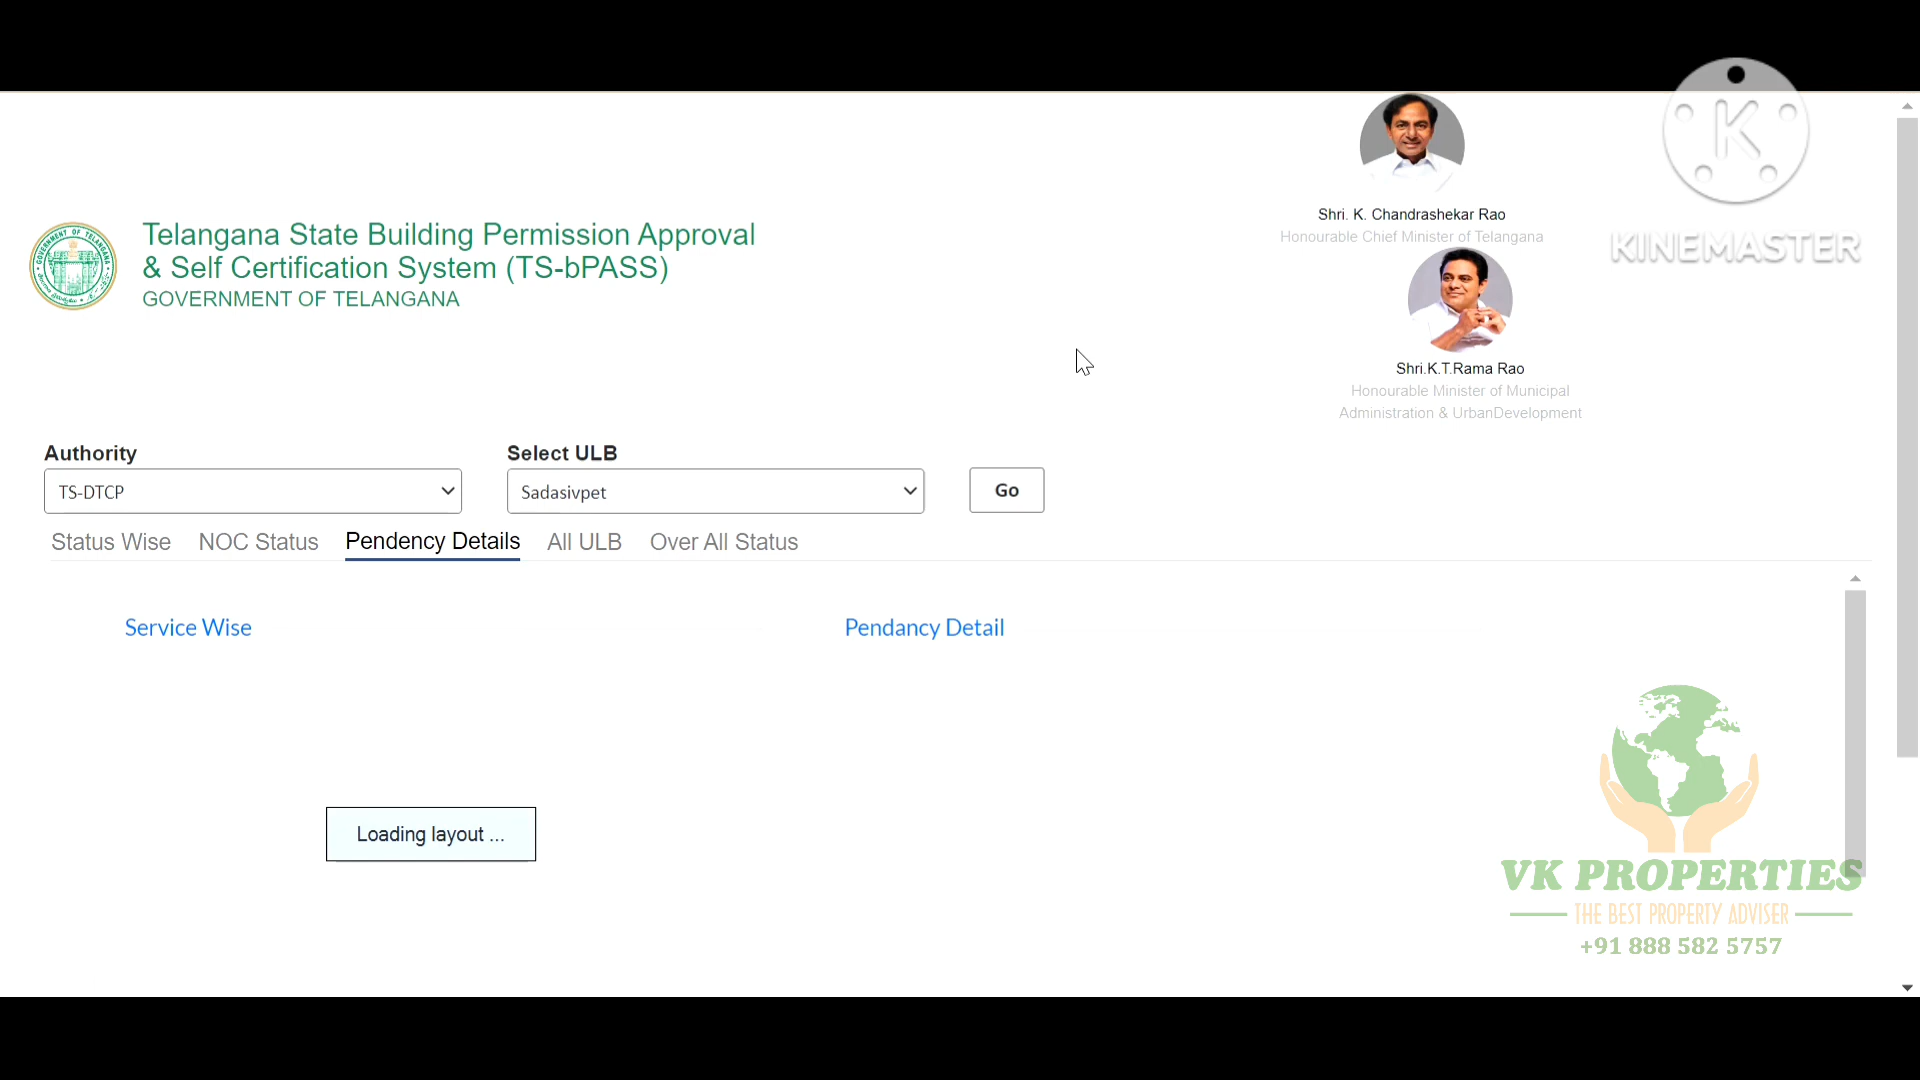 Telangana State Building Permission Approval
& Self Certification System (TS-bPASS)
GOVERNMENT OF TELANGANA
Shri. K. Chandrashekar Rao
Honourable Chief Minister of Telangana
Shri.K.T.Rama Rao
Honourable Minister of Municipal
Administration & UrbanDevelopment
K
KINEMASTER
Authority
Select ULB
TS-DTCP
Sadasivpet
Go
Status Wise NOC Status Pendency Details All ULB Over All Status
Service Wise
Pendancy Detail
Loading layout ...
VK PROPERTIES
THE BEST PROPERTY ADVISER
+91 888 582 5757